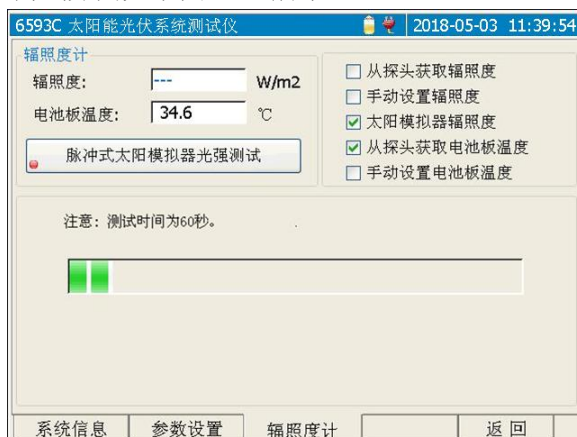 6593C 太阳能光伏系统测试仪 2018-05-03 11:39:54
辐照度计
辐照度: --- W/m2
电池板温度: 34.6 ℃
脉冲式太阳模拟器光强测试
从探头获取辐照度
手动设置辐照度
太阳模拟器辐照度
从探头获取电池板温度
手动设置电池板温度
注意: 测试时间为60秒。
系统信息 参数设置 辐照度计 返 回